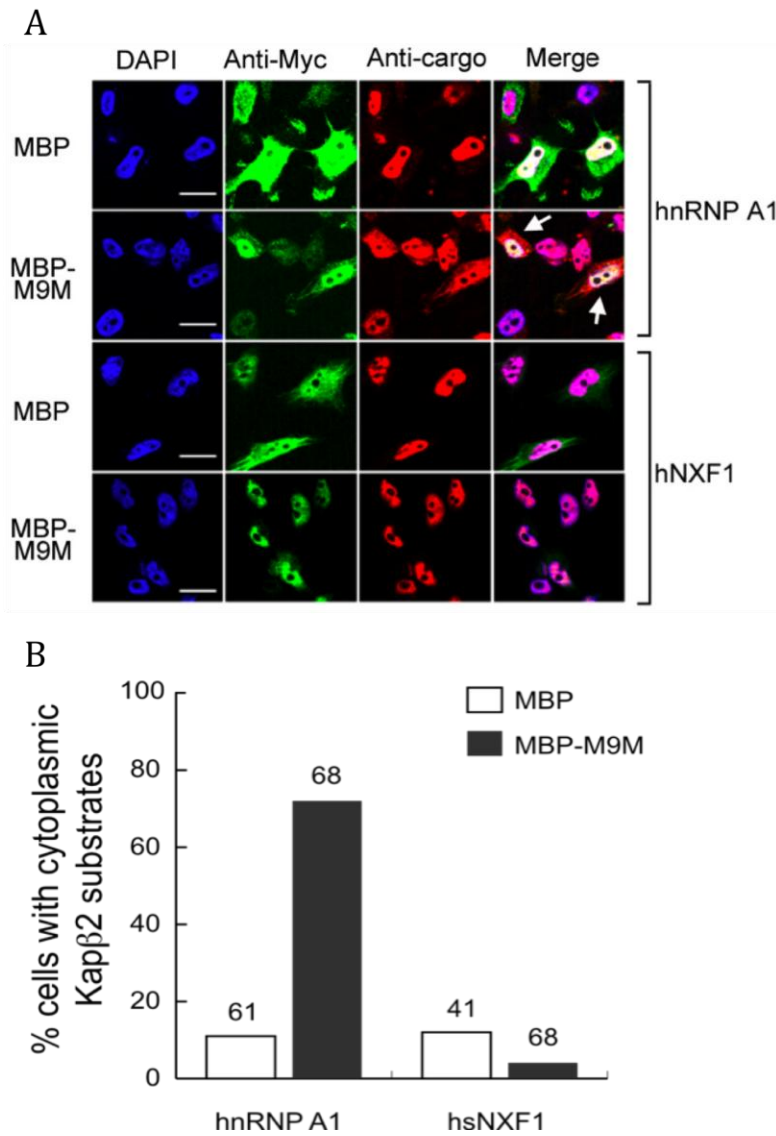 A
DAPI Anti-Myc Anti-cargo Merge
MBP
hnRNP A1
MBP-
M9M
MBP
hNXF1
MBP-
M9M
B
% cells with cytoplasmic
Kapβ2 substrates
100
80
60
40
20
0
MBP
MBP-M9M
61
68
41
68
hnRNP A1
hsNXF1